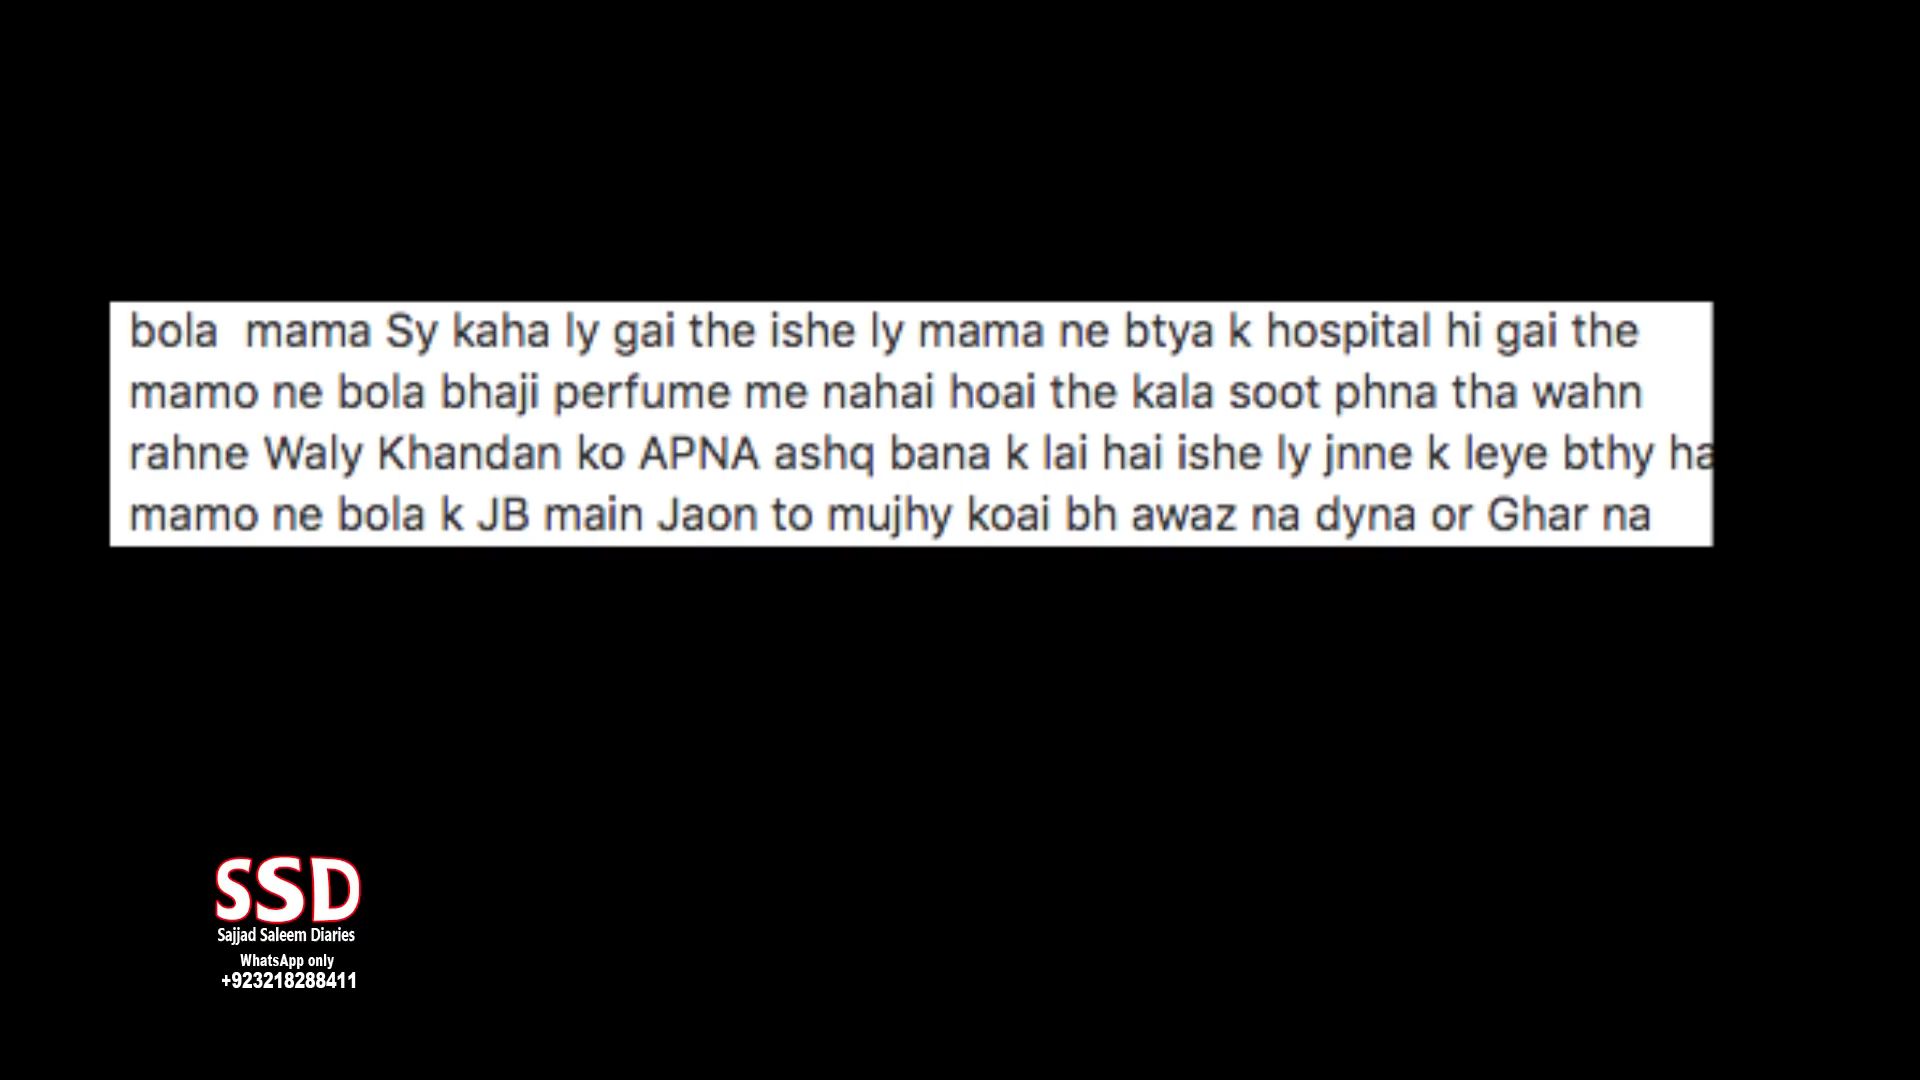 bola  mama Sy kaha ly gai the ishe ly mama ne btya k hospital hi gai the
mamo ne bola bhaji perfume me nahai hoai the kala soot phna tha wahn
rahne Waly Khandan ko APNA ashq bana k lai hai ishe ly jnne k leye bthy ha
mamo ne bola k JB main Jaon to mujhy koai bh awaz na dyna or Ghar na
SSD
Sajjad Saleem Diaries
WhatsApp only
+923218288411